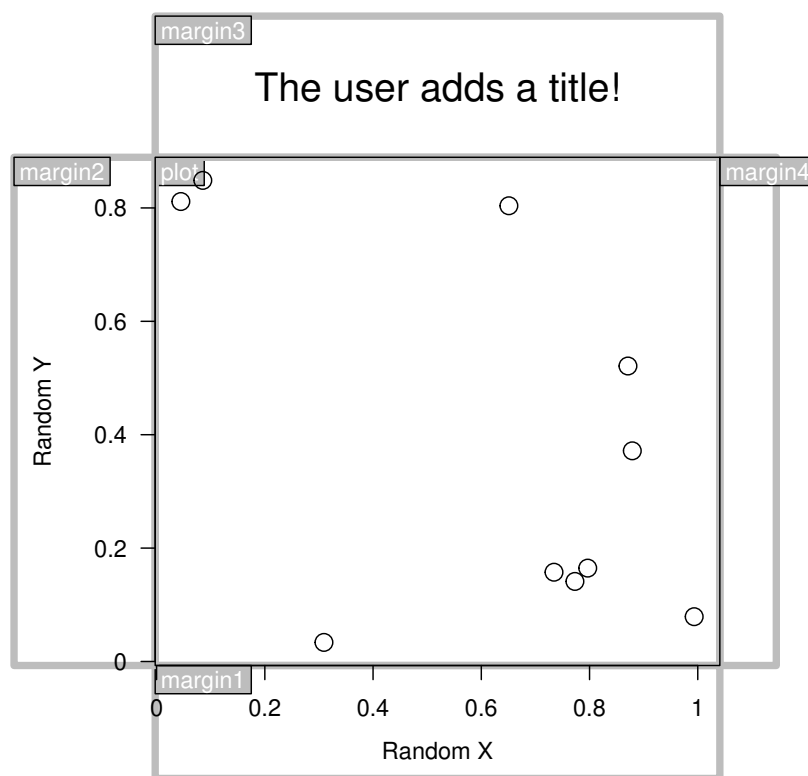 margin3
The user adds a title!
margin2
plot
margin4
0.8
0.6
0.4
0.2
0
Random Y
margin1
0
0.2
0.4
0.6
0.8
1
Random X